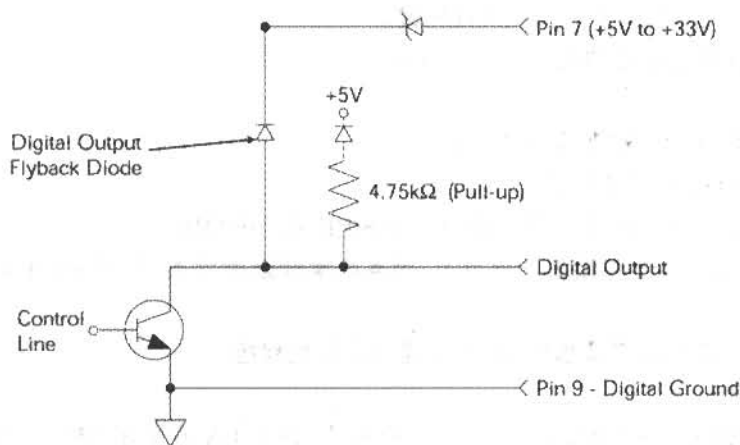 Pin 7 (+5V to +33V)
+5V
Digital Output
Flyback Diode
4.75kΩ (Pull-up)
Digital Output
Control
Line
Pin 9 - Digital Ground